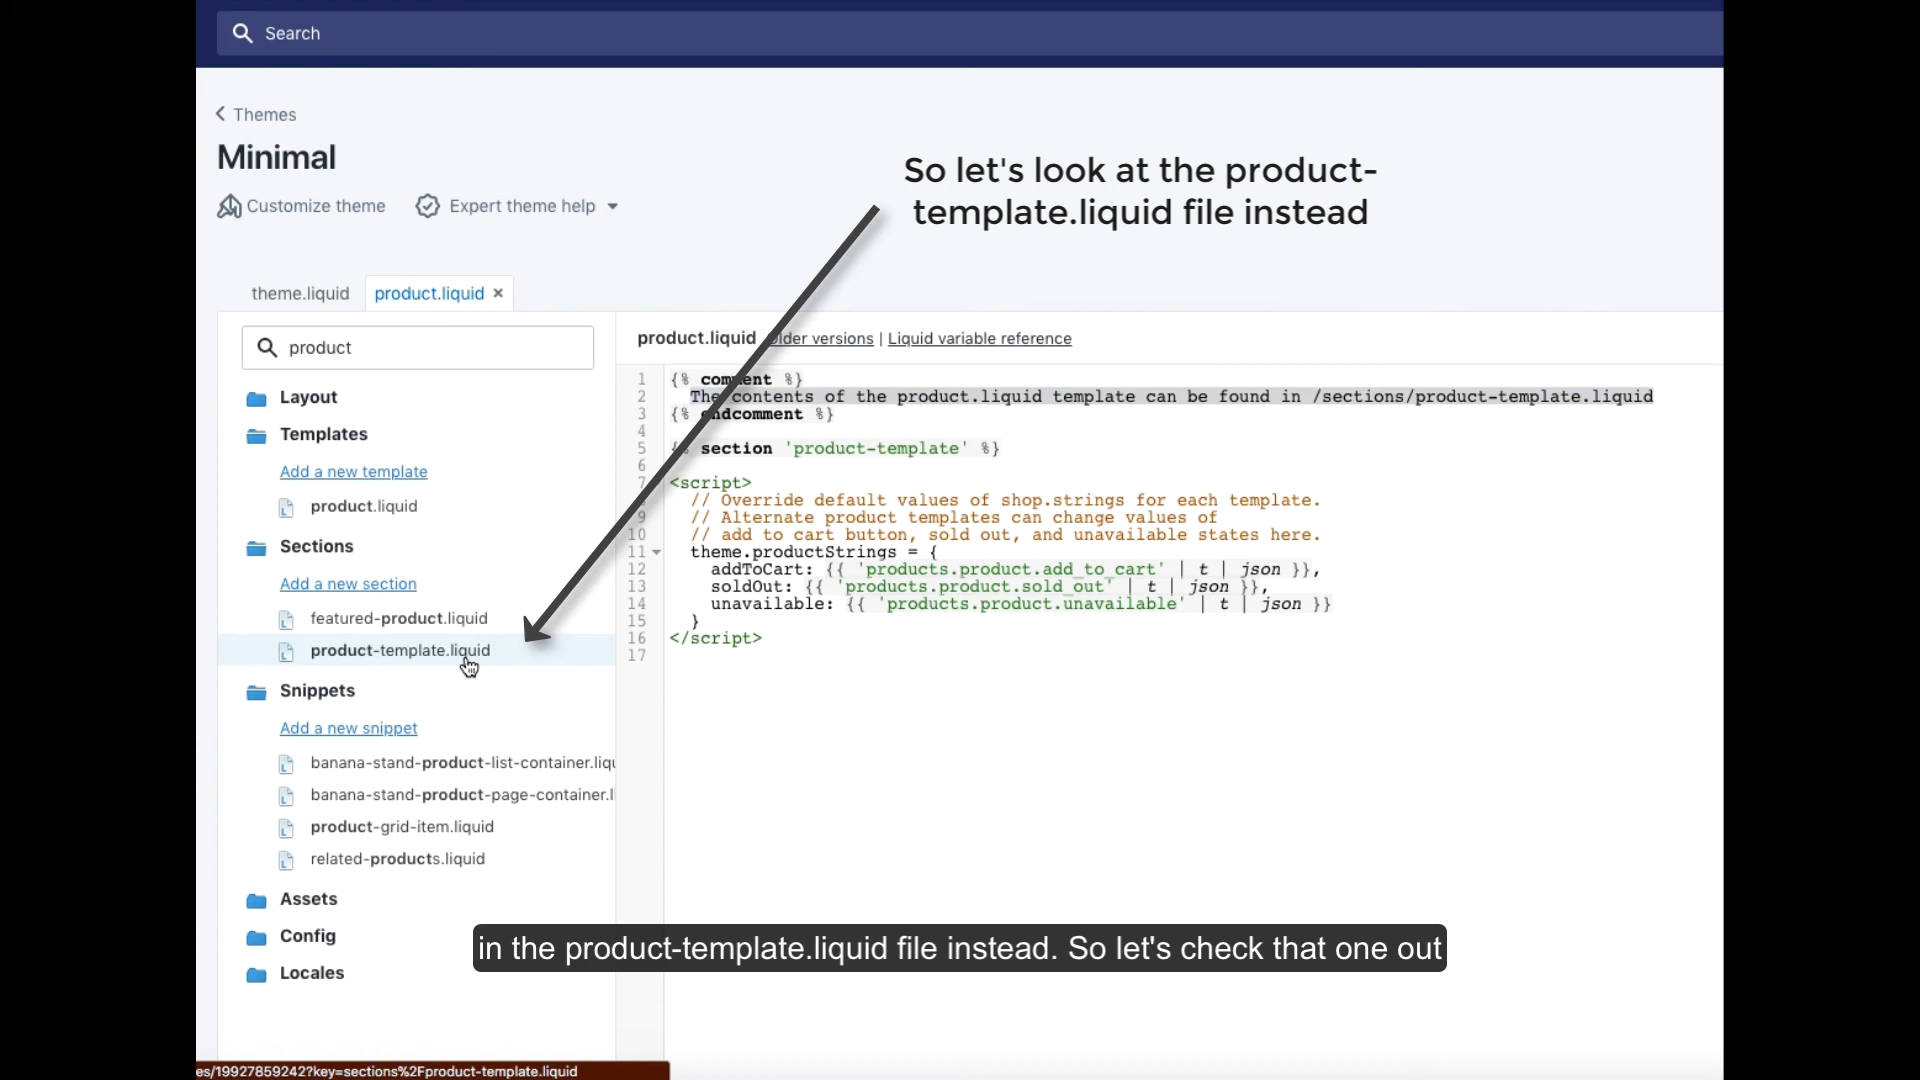 Search
Themes
Minimal
Customize theme
Expert theme help
So let's look at the product-
template.liquid file instead
theme.liquid
product.liquid ×
product
Layout
Templates
Add a new template
product.liquid
Sections
Add a new section
featured-product.liquid
product-template.liquid
Snippets
Add a new snippet
banana-stand-product-list-container.liqu
banana-stand-product-page-container.l
product-grid-item.liquid
related-products.liquid
Assets
Config
Locales
product.liquid Older versions | Liquid variable reference
1 {% comment %}
2 The contents of the product.liquid template can be found in /sections/product-template.liquid
3 {% endcomment %}
4
5 {% section 'product-template' %}
6
7 <script>
// Override default values of shop.strings for each template.
9 // Alternate product templates can change values of
10 // add to cart button, sold out, and unavailable states here.
11 theme.productStrings = {
12 addToCart: {{ 'products.product.add_to_cart' | t | json }},
13 soldOut: {{ 'products.product.sold_out' | t | json }},
14 unavailable: {{ 'products.product.unavailable' | t | json }}
15 }
16 </script>
17
in the product-template.liquid file instead. So let's check that one out
es/19927859242?key=sections%2Fproduct-template.liquid